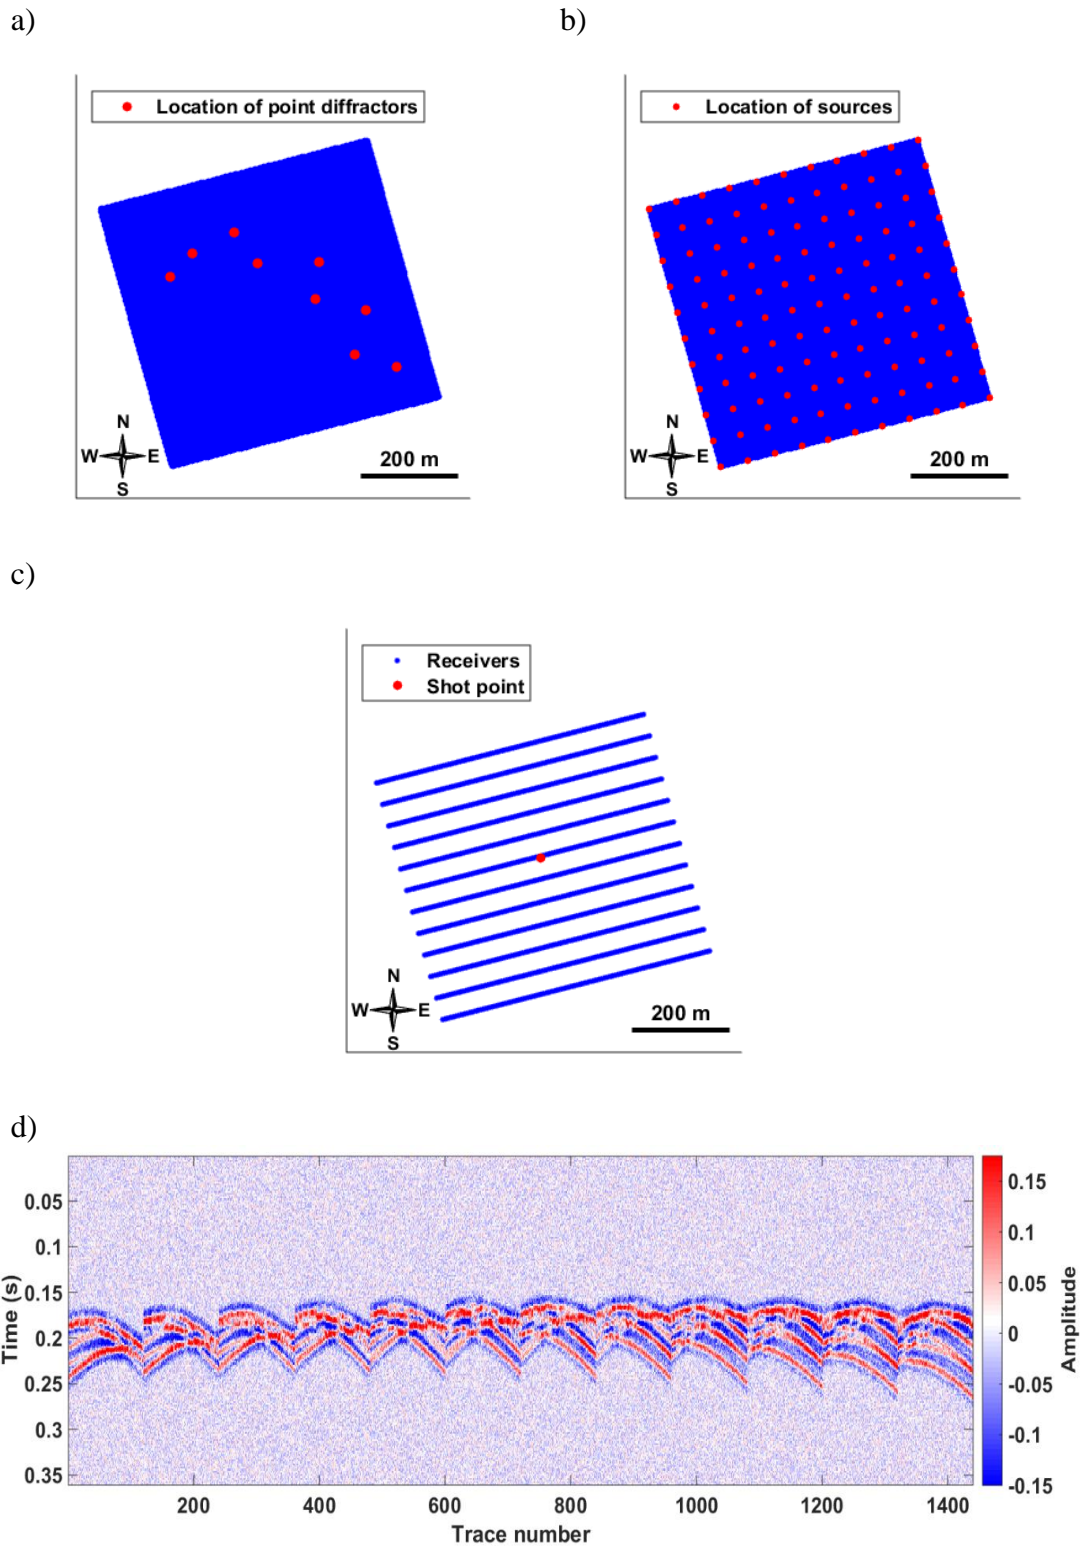 a)
b)
Location of point diffractors
Location of sources
N
W E
S
200 m
N
W E
S
200 m
c)
Receivers
Shot point
N
W E
S
200 m
d)
0.05
0.1
0.15
0.2
0.25
0.3
0.35
Time (s)
200 400 600 800 1000 1200 1400
Trace number
0.15
0.1
0.05
0
-0.05
-0.1
-0.15
Amplitude